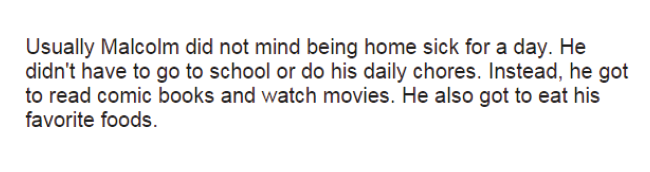 Usually Malcolm did not mind being home sick for a day. He
didn't have to go to school or do his daily chores. Instead, he got
to read comic books and watch movies. He also got to eat his
favorite foods.